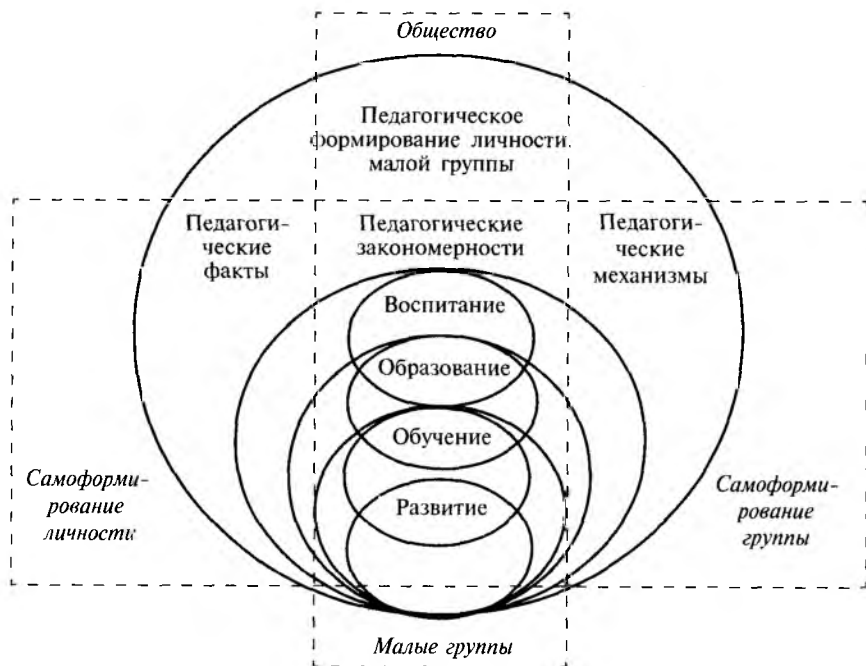 Общество
Педагогическое
формирование личности
малой группы
Педагоги-
ческие
факты
Педагогические
закономерности
Педагоги-
ческие
механизмы
Воспитание
Образование
Обучение
Развитие
Самоформи-
рование
личности
Самоформи-
рование
группы
Малые группы